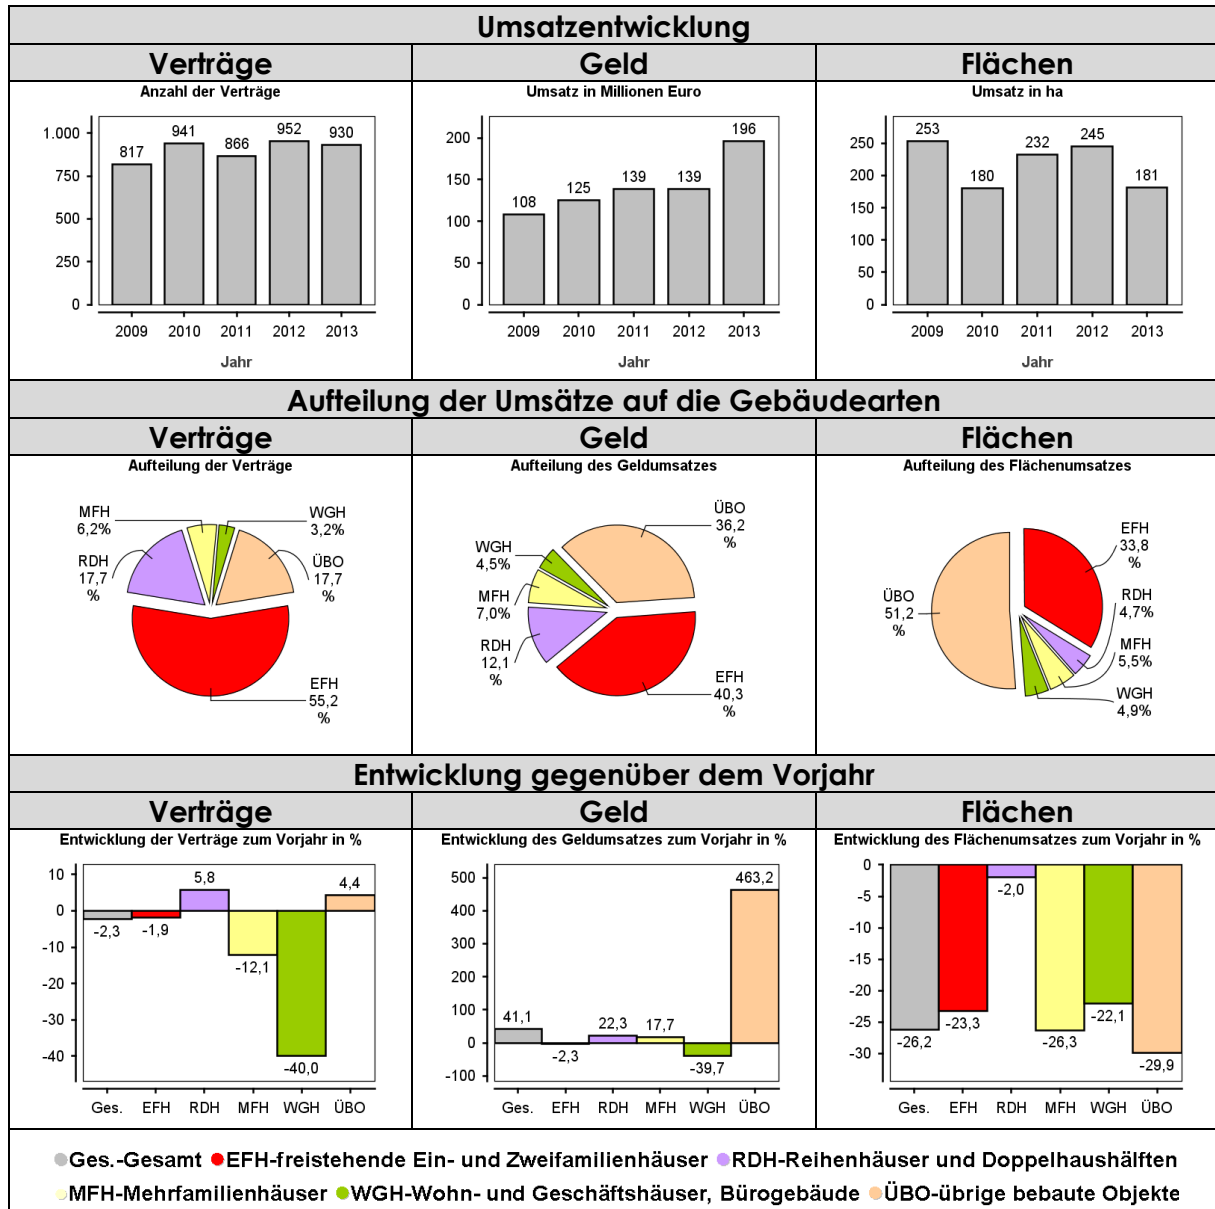 Umsatzentwicklung
Verträge
Geld
Flächen
Anzahl der Verträge
1.000
750
500
250
0
817
941
866
952
930
2009 2010 2011 2012 2013
Jahr
Umsatz in Millionen Euro
200
150
100
50
0
108
125
139
139
196
2009 2010 2011 2012 2013
Jahr
Umsatz in ha
250
200
150
100
50
0
253
180
232
245
181
2009 2010 2011 2012 2013
Jahr
Aufteilung der Umsätze auf die Gebäudearten
Verträge
Geld
Flächen
Aufteilung der Verträge
MFH
6,2%
WGH
3,2%
RDH
17,7
%
ÜBO
17,7
%
EFH
55,2
%
Aufteilung des Geldumsatzes
ÜBO
36,2
%
WGH
4,5%
MFH
7,0%
RDH
12,1
%
EFH
40,3
%
Aufteilung des Flächenumsatzes
EFH
33,8
%
ÜBO
51,2
%
RDH
4,7%
MFH
5,5%
WGH
4,9%
Entwicklung gegenüber dem Vorjahr
Verträge
Geld
Flächen
Entwicklung der Verträge zum Vorjahr in %
10
0
-10
-20
-30
-40
-2,3
-1,9
5,8
-12,1
-40,0
4,4
Ges. EFH RDH MFH WGH ÜBO
Entwicklung des Geldumsatzes zum Vorjahr in %
500
400
300
200
100
0
-100
41,1
-2,3
22,3
17,7
-39,7
463,2
Ges. EFH RDH MFH WGH ÜBO
Entwicklung des Flächenumsatzes zum Vorjahr in %
0
-5
-10
-15
-20
-25
-30
-26,2
-23,3
-2,0
-26,3
-22,1
-29,9
Ges. EFH RDH MFH WGH ÜBO
Ges.-Gesamt EFH-freistehende Ein- und Zweifamilienhäuser RDH-Reihenhäuser und Doppelhaushälften
MFH-Mehrfamilienhäuser WGH-Wohn- und Geschäftshäuser, Bürogebäude ÜBO-übrige bebaute Objekte